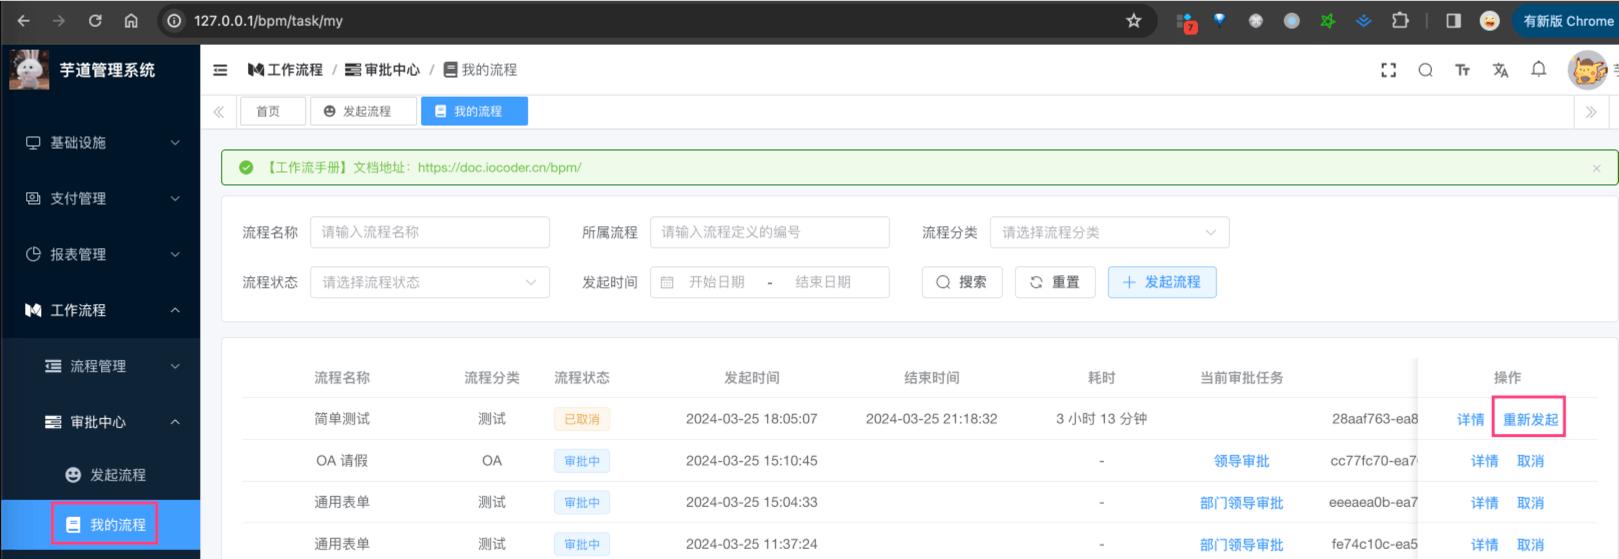 127.0.0.1/bpm/task/my
7
有新版 Chrome
芋道管理系统
工作流程 / 审批中心 / 我的流程
首页
发起流程
我的流程
【工作流手册】文档地址：https://doc.iocoder.cn/bpm/
基础设施
支付管理
报表管理
工作流程
流程管理
审批中心
发起流程
我的流程
流程名称 请输入流程名称 所属流程 请输入流程定义的编号 流程分类 请选择流程分类
流程状态 请选择流程状态 发起时间 开始日期 - 结束日期 搜索 重置 发起流程
流程名称 流程分类 流程状态 发起时间 结束时间 耗时 当前审批任务 操作
简单测试 测试 已取消 2024-03-25 18:05:07 2024-03-25 21:18:32 3 小时 13 分钟 28aaf763-ea8 详情 重新发起
OA 请假 OA 审批中 2024-03-25 15:10:45 - 领导审批 cc77fc70-ea7 详情 取消
通用表单 测试 审批中 2024-03-25 15:04:33 - 部门领导审批 eeeaea0b-ea7 详情 取消
通用表单 测试 审批中 2024-03-25 11:37:24 - 部门领导审批 fe74c10c-ea5 详情 取消